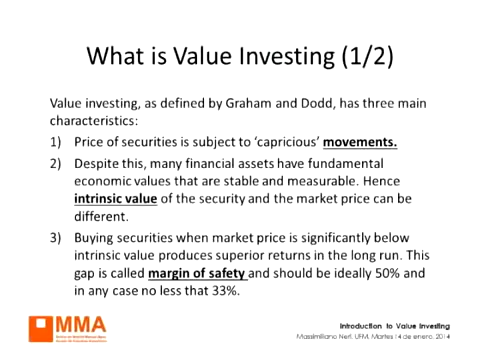 What is Value Investing (1/2)
Value investing, as defined by Graham and Dodd, has three main
characteristics:
1) Price of securities is subject to 'capricious' movements.
2) Despite this, many financial assets have fundamental
economic values that are stable and measurable. Hence
intrinsic value of the security and the market price can be
different.
3) Buying securities when market price is significantly below
intrinsic value produces superior returns in the long run. This
gap is called margin of safety and should be ideally 50% and
in any case no less that 33%.
MMA
Introduction to Value Investing
Massimiliano Neri. UFM, Martes 14 de enero, 2014